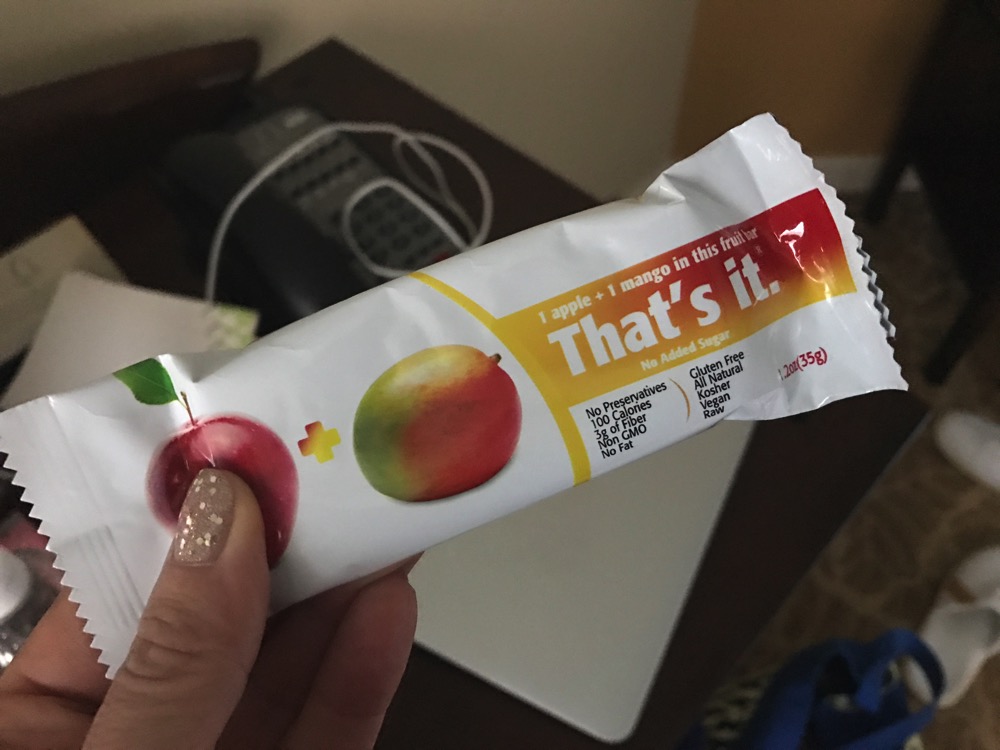 1 apple + 1 mango in this fruit bar
That's it.
No Added Sugar
No Preservatives
100 Calories
3g of Fiber
Non GMO
No Fat
Gluten Free
All Natural
Kosher
Vegan
Raw
1.2oz(35g)